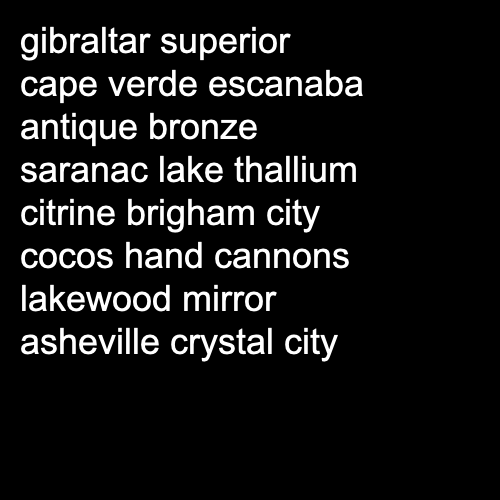 gibraltar superior
cape verde escanaba
antique bronze
saranac lake thallium
citrine brigham city
cocos hand cannons
lakewood mirror
asheville crystal city